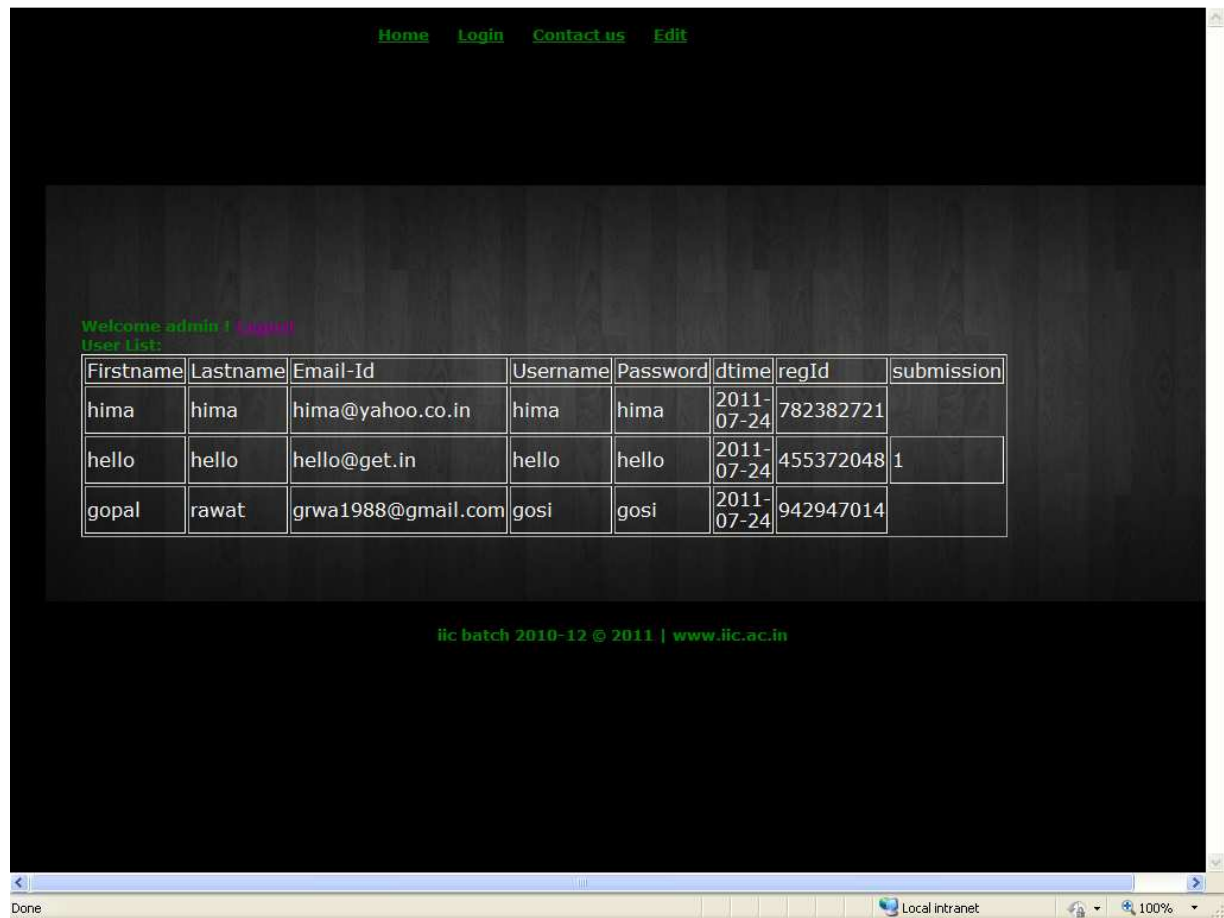 Home Login Contact us Edit
Welcome admin !
User List:
Firstname Lastname Email-Id Username Password dtime regId submission
hima hima hima@yahoo.co.in hima hima 2011-07-24 782382721
hello hello hello@get.in hello hello 2011-07-24 455372048 1
gopal rawat grwa1988@gmail.com gosi gosi 2011-07-24 942947014
iic batch 2010-12 © 2011 | www.iic.ac.in
Done Local intranet 100%